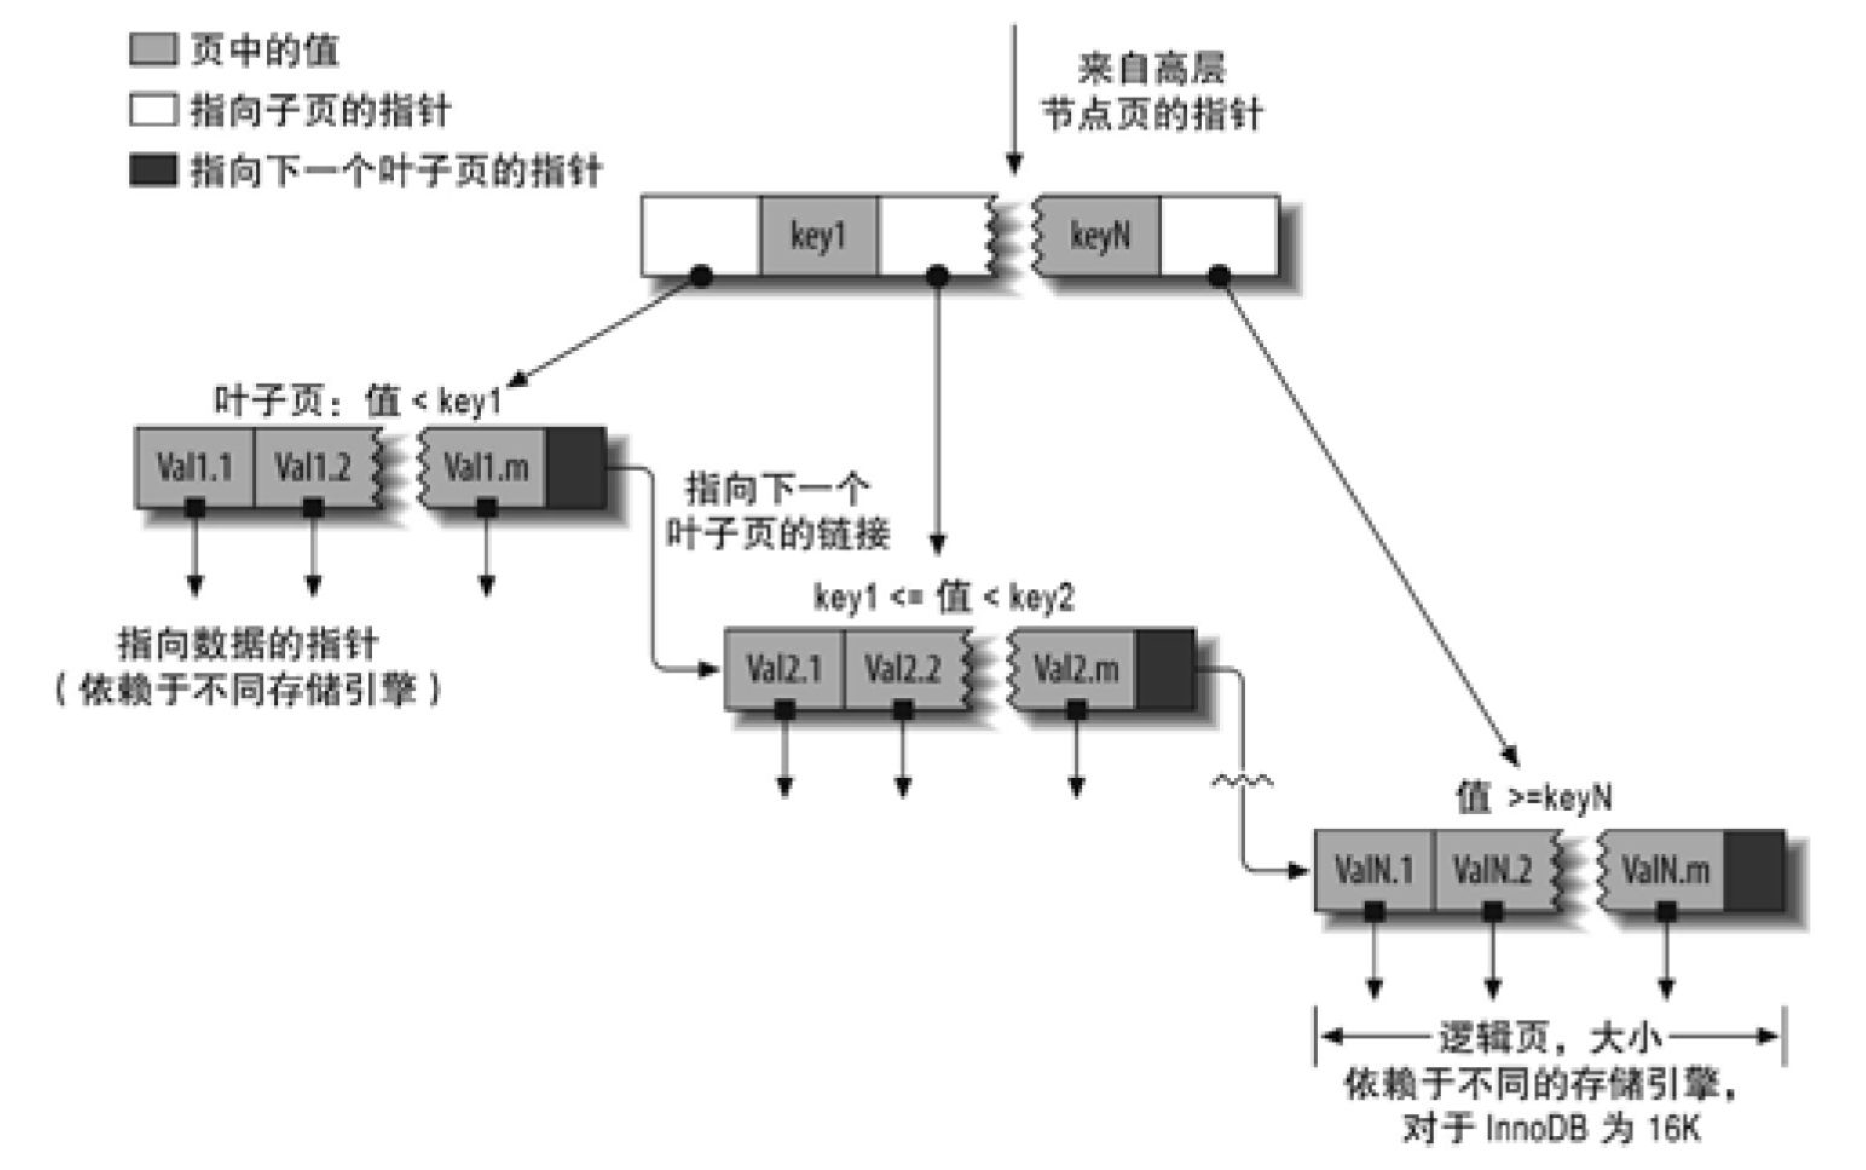 页中的值
指向子页的指针
指向下一个叶子页的指针
来自高层
节点页的指针
key1
keyN
叶子页：值 < key1
Val1.1
Val1.2
Val1.m
指向下一个
叶子页的链接
指向数据的指针
（依赖于不同存储引擎）
key1 <= 值 < key2
Val2.1
Val2.2
Val2.m
值 >=keyN
ValN.1
ValN.2
ValN.m
逻辑页，大小
依赖于不同的存储引擎，
对于 InnoDB 为 16K